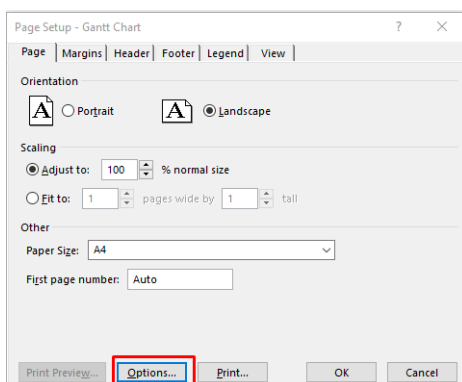 Page Setup - Gantt Chart ?
Page Margins Header Footer Legend View
Orientation
A Portrait A Landscape
Scaling
Adjust to: 100 % normal size
Fit to: 1 pages wide by 1 tall
Other
Paper Size: A4
First page number: Auto
Print Preview... Options... Print... OK Cancel